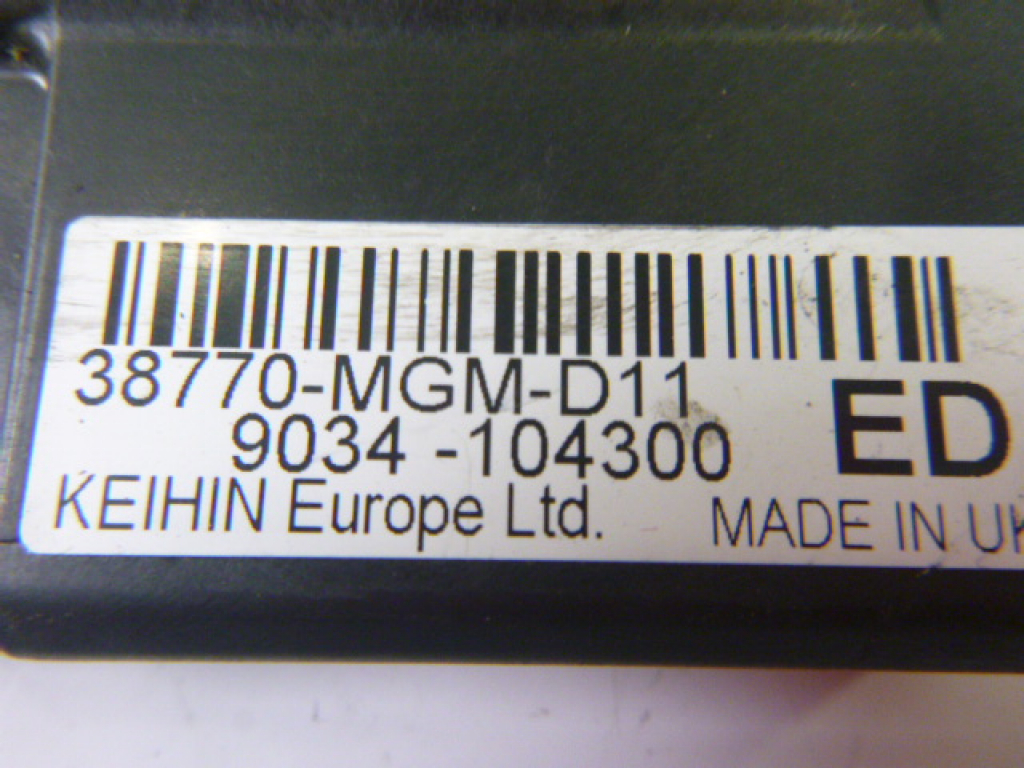 38770-MGM-D11
9034 -104300
ED
KEIHIN Europe Ltd.
MADE IN UK